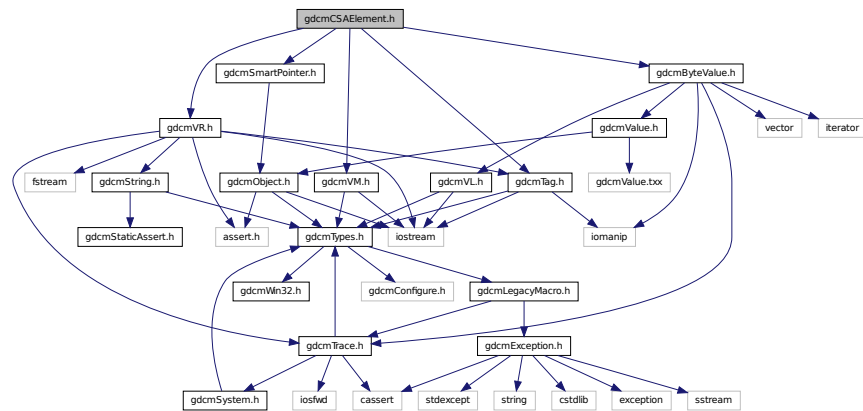 gdcmCSAElement.h
gdcmSmartPointer.h
gdcmByteValue.h
gdcmVR.h
gdcmValue.h
vector
iterator
fstream
gdcmString.h
gdcmObject.h
gdcmVM.h
gdcmVL.h
gdcmTag.h
gdcmValue.txx
gdcmStaticAssert.h
assert.h
gdcmTypes.h
iostream
iomanip
gdcmWin32.h
gdcmConfigure.h
gdcmLegacyMacro.h
gdcmTrace.h
gdcmException.h
gdcmSystem.h
iosfwd
cassert
stdexcept
string
cstdlib
exception
sstream